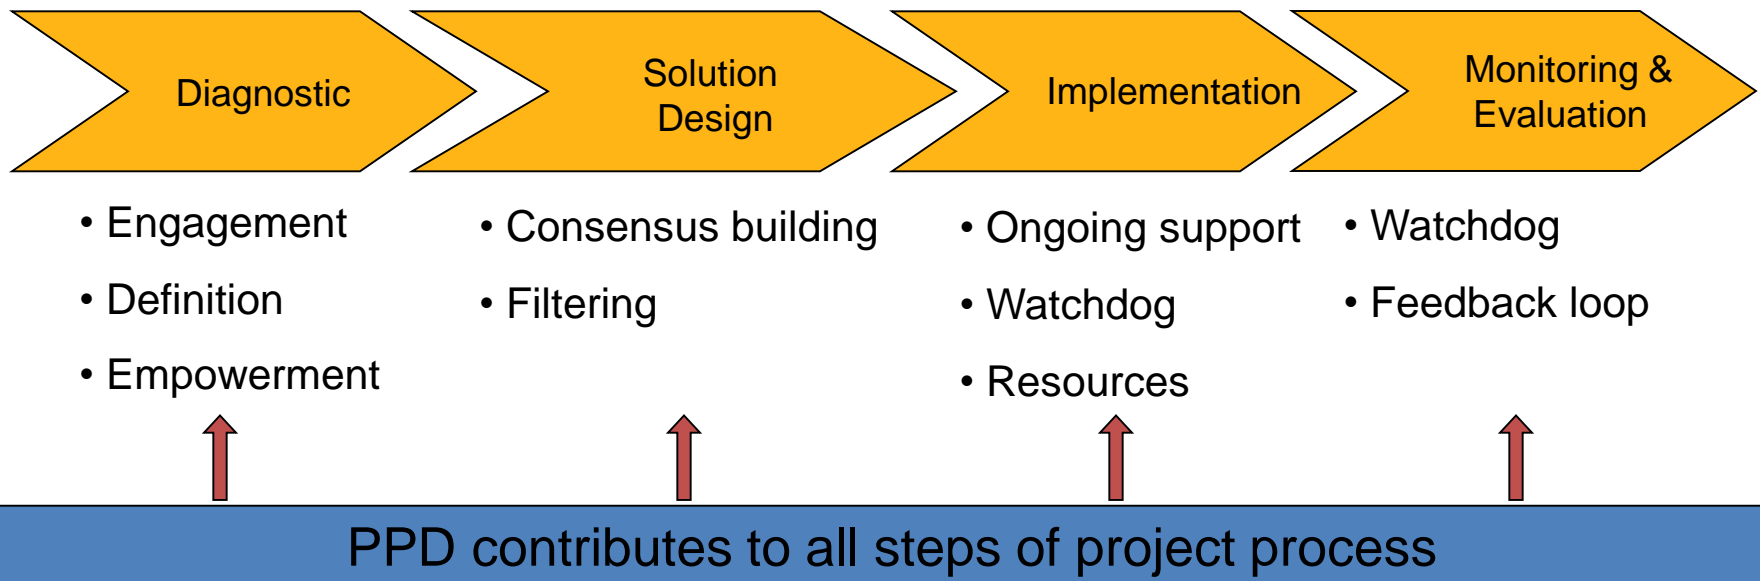 Diagnostic
Solution
Design
Implementation
Monitoring &
Evaluation
• Engagement
• Definition
• Empowerment
• Consensus building
• Filtering
• Ongoing support
• Watchdog
• Resources
• Watchdog
• Feedback loop
PPD contributes to all steps of project process